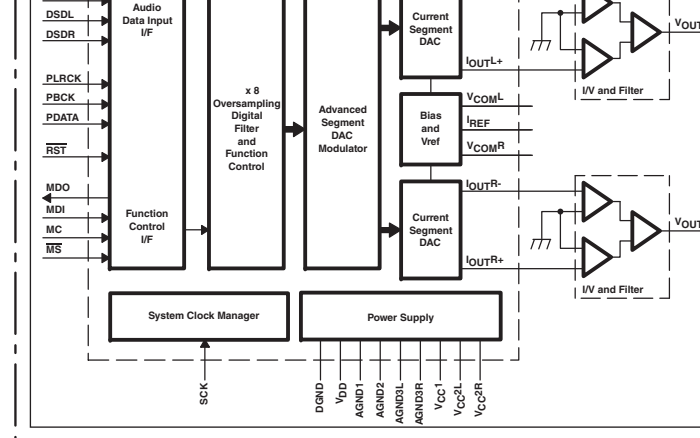 DSDL
DSDR
PLRCK
PBCK
PDATA
RST
MDO
MDI
MC
MS
Audio
Data Input
I/F
Function
Control
I/F
x 8
Oversampling
Digital
Filter
and
Function
Control
Advanced
Segment
DAC
Modulator
Current
Segment
DAC
Bias
and
Vref
Current
Segment
DAC
IOUTL+
VCOML
IREF
VCOMR
IOUTR-
IOUTR+
VOUT
I/V and Filter
VOUT
I/V and Filter
System Clock Manager
Power Supply
SCK
DGND
VDD
AGND1
AGND2
AGND3L
AGND3R
VCC1
VCC2L
VCC2R